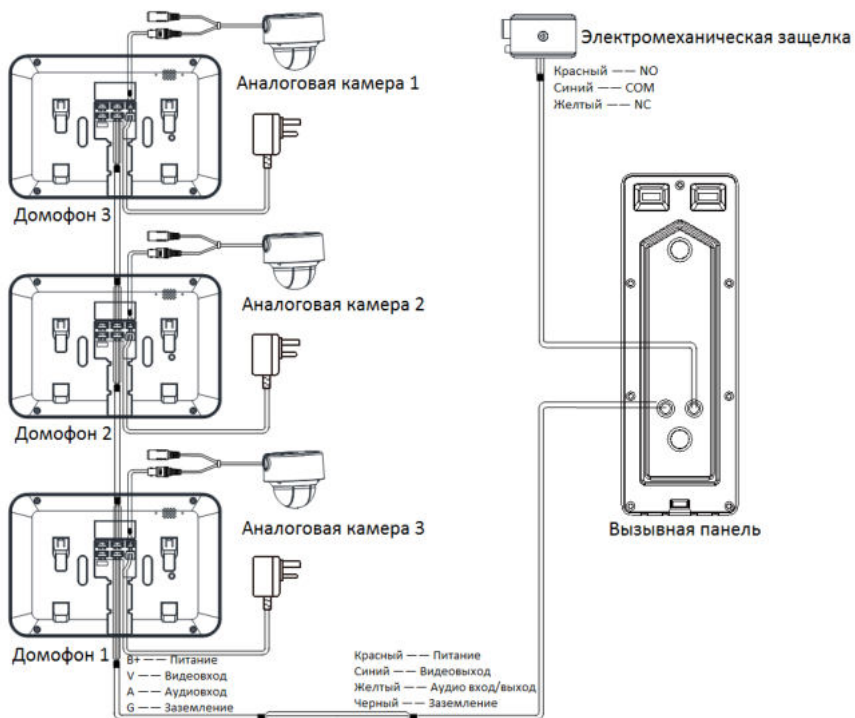 Электромеханическая защелка
Красный —— NO
Синий —— COM
Желтый —— NC
Аналоговая камера 1
Домофон 3
Аналоговая камера 2
Домофон 2
Аналоговая камера 3
Вызывная панель
Домофон 1
B+ —— Питание
V —— Видеовход
A —— Аудиовход
G —— Заземление
Красный —— Питание
Синий —— Видеовыход
Желтый —— Аудио вход/выход
Черный —— Заземление